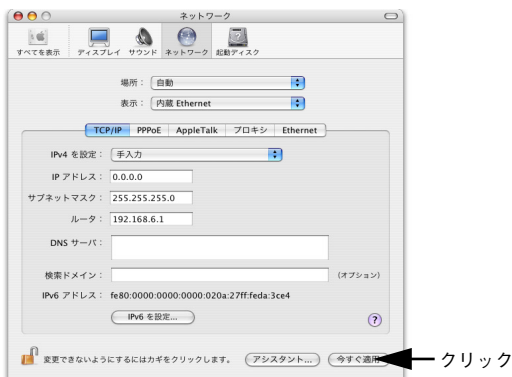 ネットワーク
すべてを表示 ディスプレイ サウンド ネットワーク 起動ディスク
場所： 自動
表示： 内蔵 Ethernet
TCP/IP PPPoE AppleTalk プロキシ Ethernet
IPv4 を設定： 手入力
IP アドレス： 0.0.0.0
サブネットマスク： 255.255.255.0
ルータ： 192.168.6.1
DNS サーバ：
検索ドメイン： (オプション)
IPv6 アドレス： fe80:0000:0000:0000:020a:27ff:feda:3ce4
IPv6 を設定... ?
変更できないようにするにはカギをクリックします。 アシスタント... 今すぐ適用 クリック